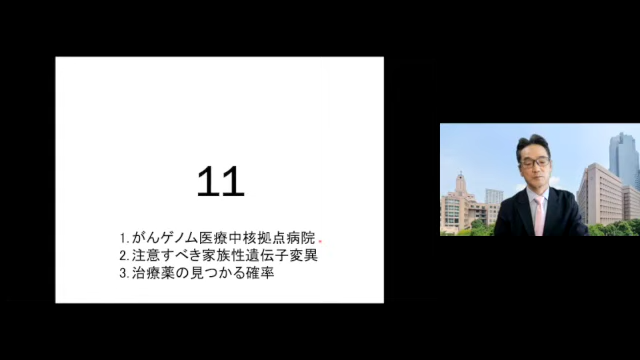 11
1. がんゲノム医療中核拠点病院
2. 注意すべき家族性遺伝子変異
3. 治療薬の見つかる確率